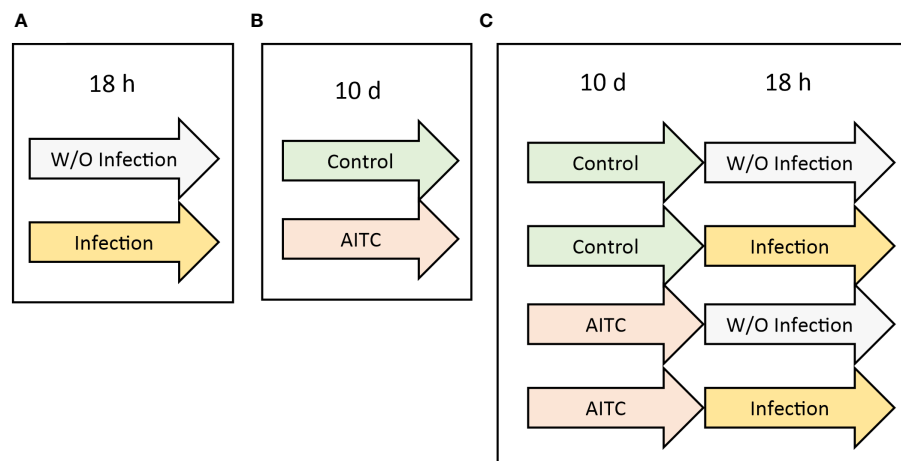 A
B
C
18 h
W/O Infection
Infection
10 d
Control
AITC
10 d 18 h
Control W/O Infection
Control Infection
AITC W/O Infection
AITC Infection